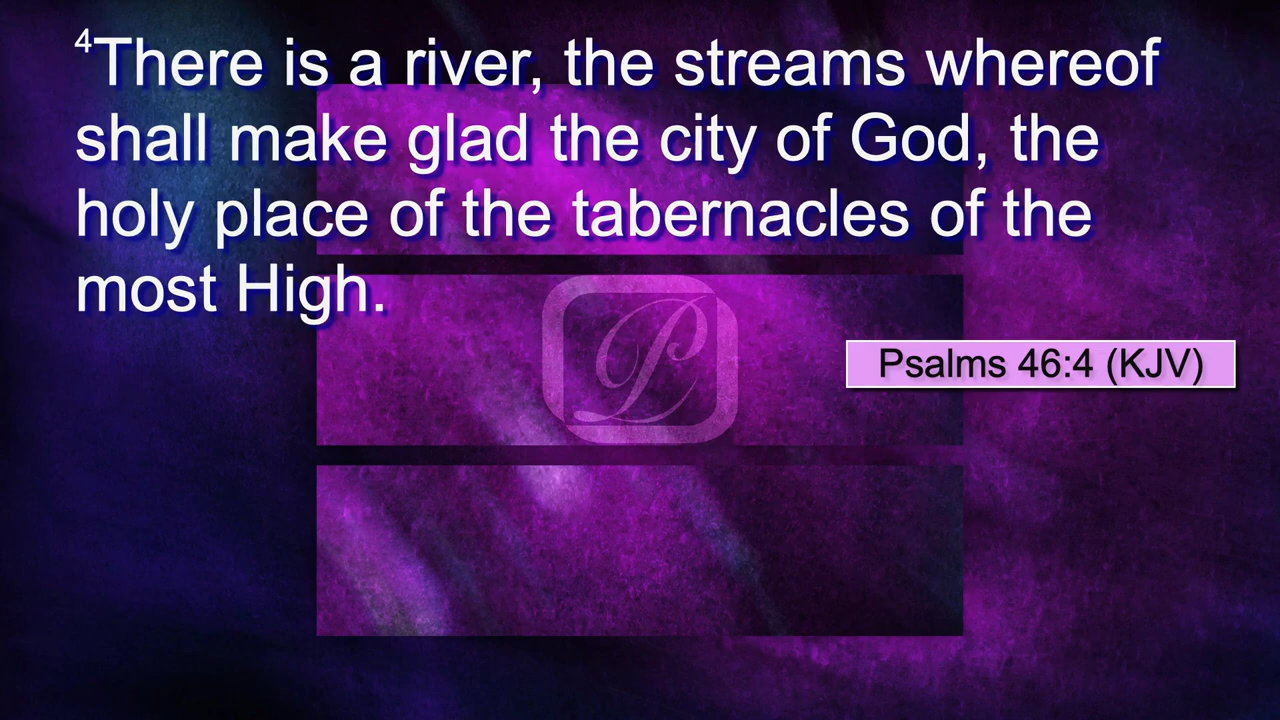 ⁴There is a river, the streams whereof
shall make glad the city of God, the
holy place of the tabernacles of the
most High.
Psalms 46:4 (KJV)
P